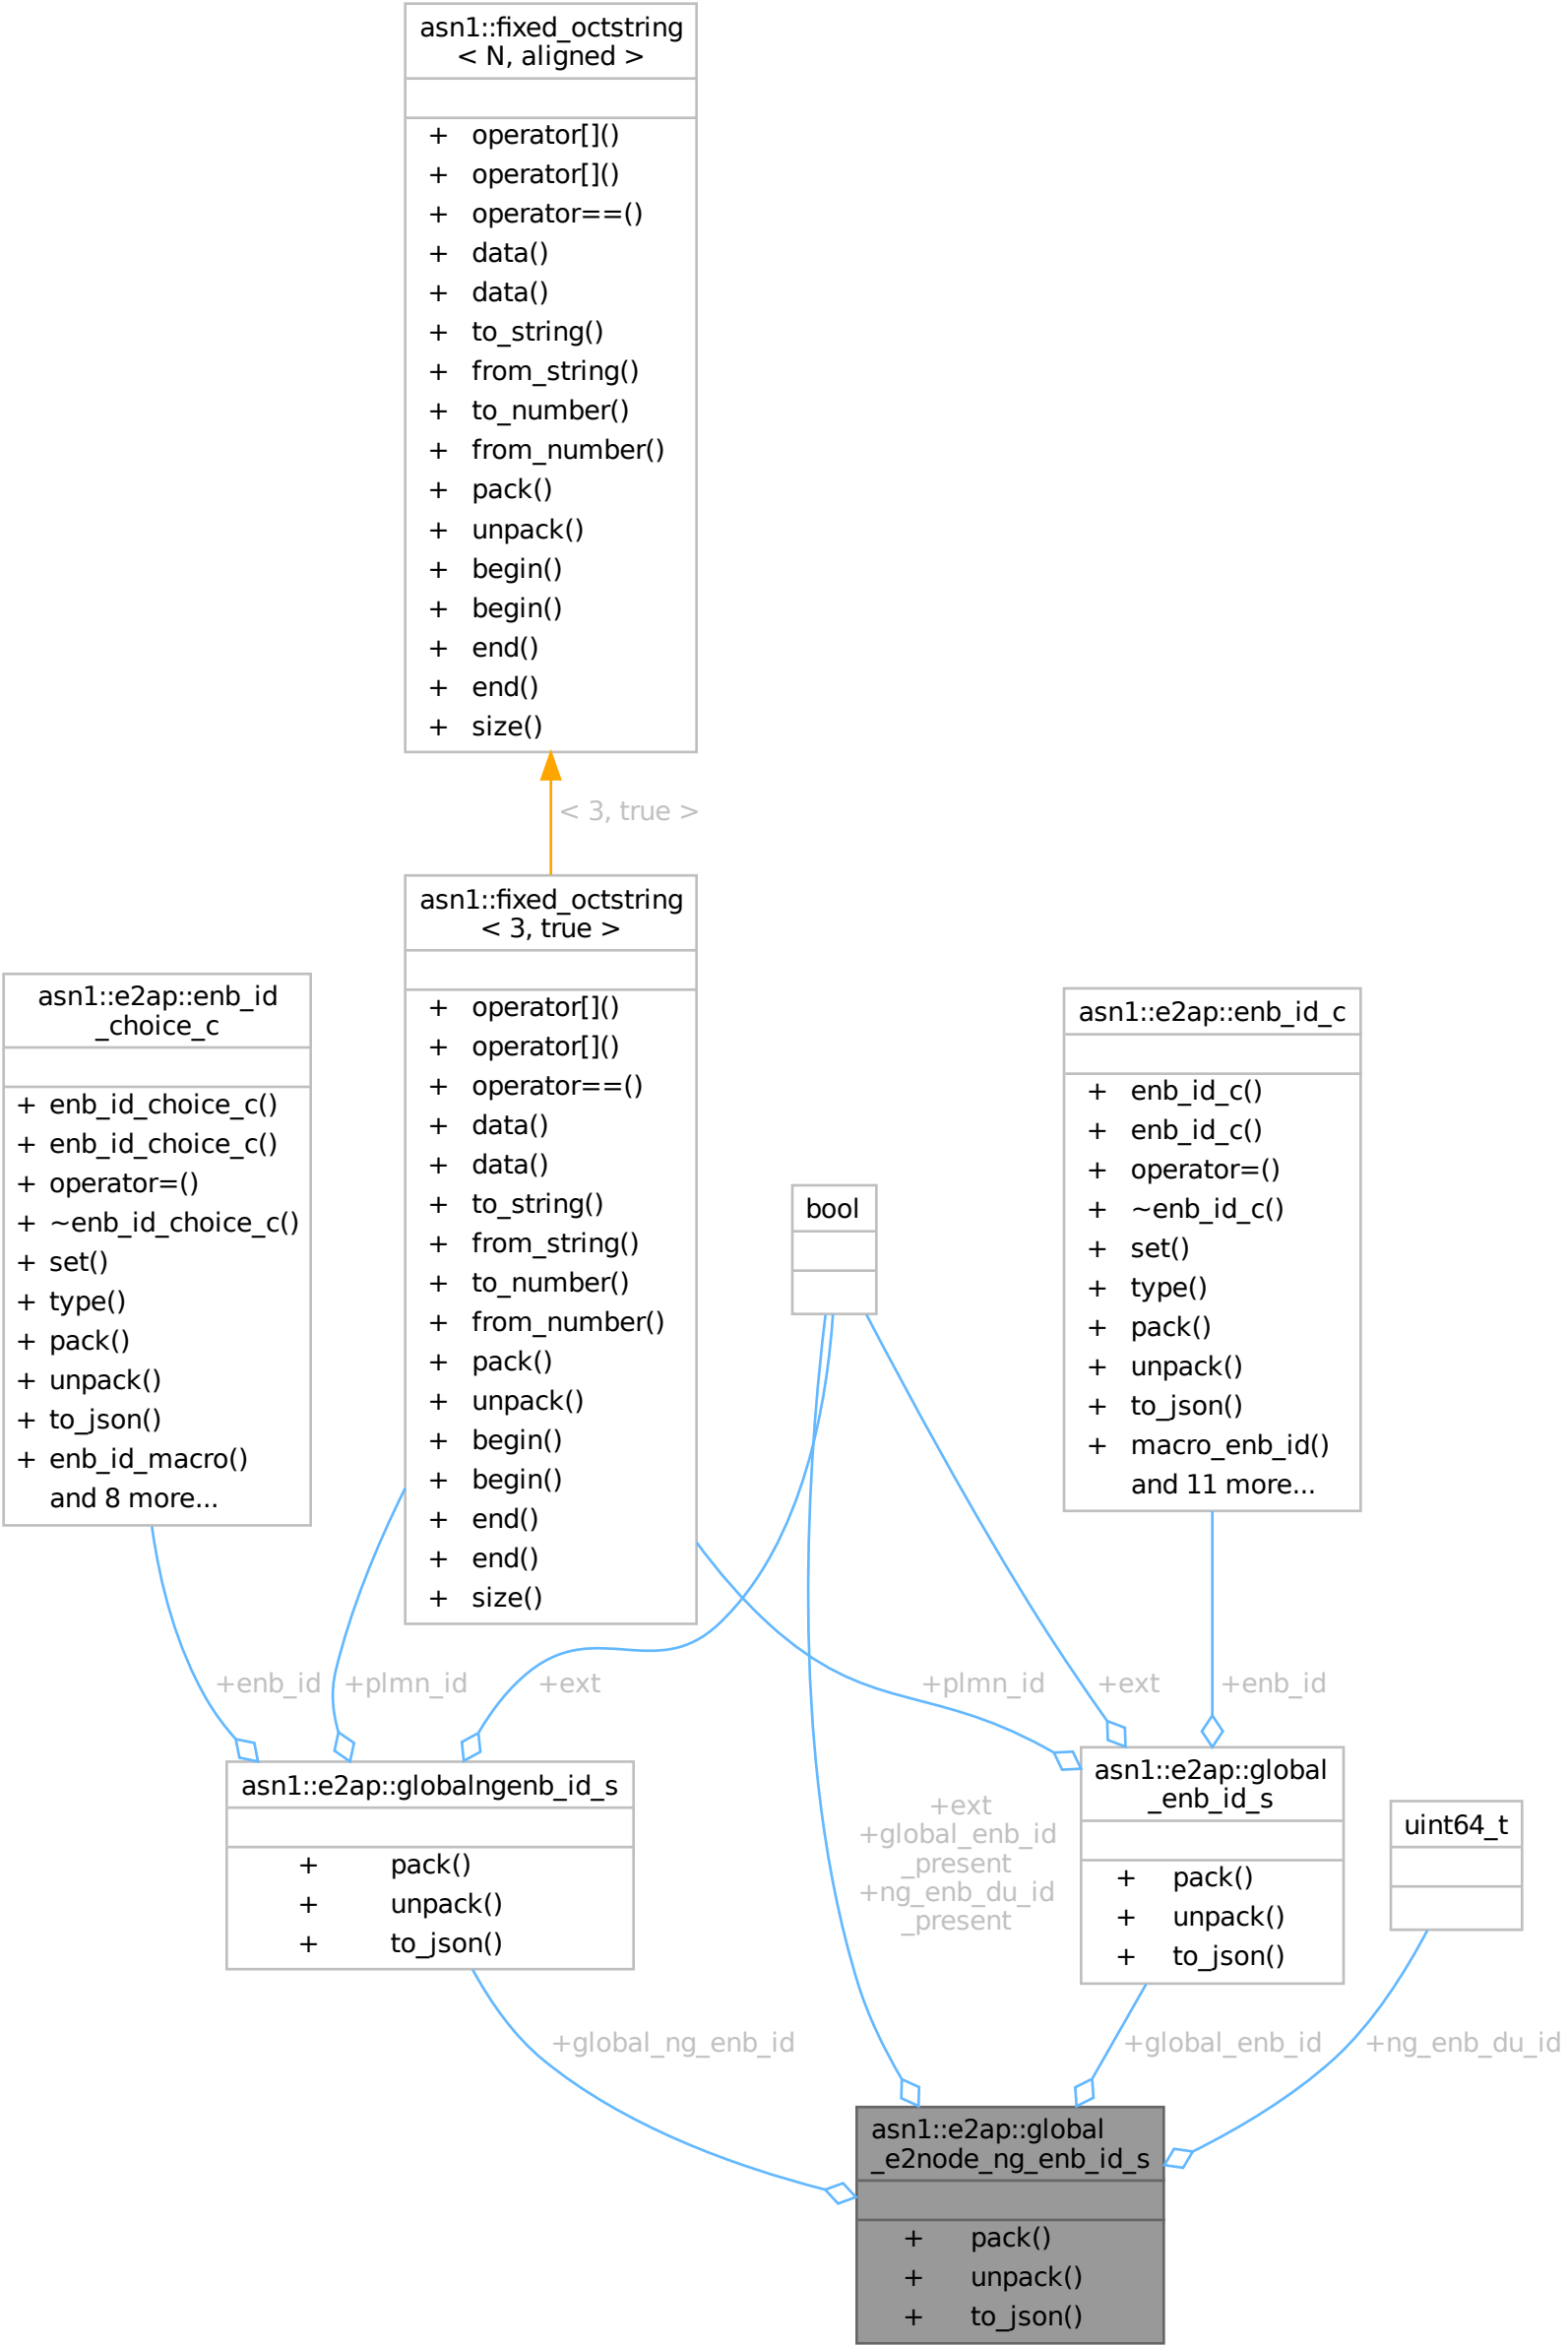 asn1::fixed_octstring
< N, aligned >
+ operator[]()
+ operator[]()
+ operator==()
+ data()
+ data()
+ to_string()
+ from_string()
+ to_number()
+ from_number()
+ pack()
+ unpack()
+ begin()
+ begin()
+ end()
+ end()
+ size()
< 3, true >
asn1::fixed_octstring
< 3, true >
+ operator[]()
+ operator[]()
+ operator==()
+ data()
+ data()
+ to_string()
+ from_string()
+ to_number()
+ from_number()
+ pack()
+ unpack()
+ begin()
+ begin()
+ end()
+ end()
+ size()
asn1::e2ap::enb_id
_choice_c
+ enb_id_choice_c()
+ enb_id_choice_c()
+ operator=()
+ ~enb_id_choice_c()
+ set()
+ type()
+ pack()
+ unpack()
+ to_json()
+ enb_id_macro()
and 8 more...
bool
asn1::e2ap::enb_id_c
+ enb_id_c()
+ enb_id_c()
+ operator=()
+ ~enb_id_c()
+ set()
+ type()
+ pack()
+ unpack()
+ to_json()
+ macro_enb_id()
and 11 more...
+enb_id
+plmn_id
+ext
+plmn_id
+ext
+enb_id
asn1::e2ap::globalngenb_id_s
+ pack()
+ unpack()
+ to_json()
+ext
+global_enb_id
_present
+ng_enb_du_id
_present
asn1::e2ap::global
_enb_id_s
+ pack()
+ unpack()
+ to_json()
uint64_t
+global_ng_enb_id
+global_enb_id
+ng_enb_du_id
asn1::e2ap::global
_e2node_ng_enb_id_s
+ pack()
+ unpack()
+ to_json()